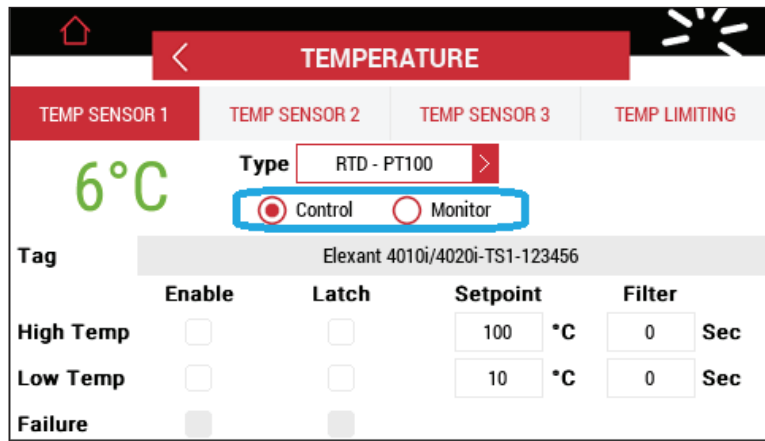 TEMPERATURE
TEMP SENSOR 1 TEMP SENSOR 2 TEMP SENSOR 3 TEMP LIMITING
6°C
Type RTD - PT100
Control Monitor
Tag Elexant 4010i/4020i-TS1-123456
Enable Latch Setpoint Filter
High Temp 100 °C 0 Sec
Low Temp 10 °C 0 Sec
Failure